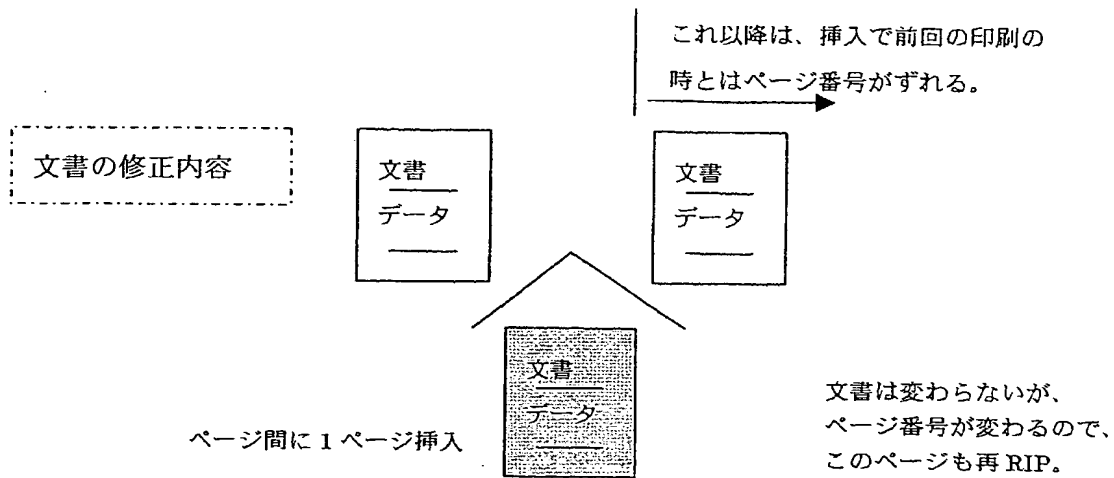 これ以降は、挿入で前回の印刷の
時とはページ番号がずれる。
文書の修正内容
文書
データ
文書
データ
文書
データ
ページ間に 1 ページ挿入
文書は変わらないが、
ページ番号が変わるので、
このページも再 RIP。